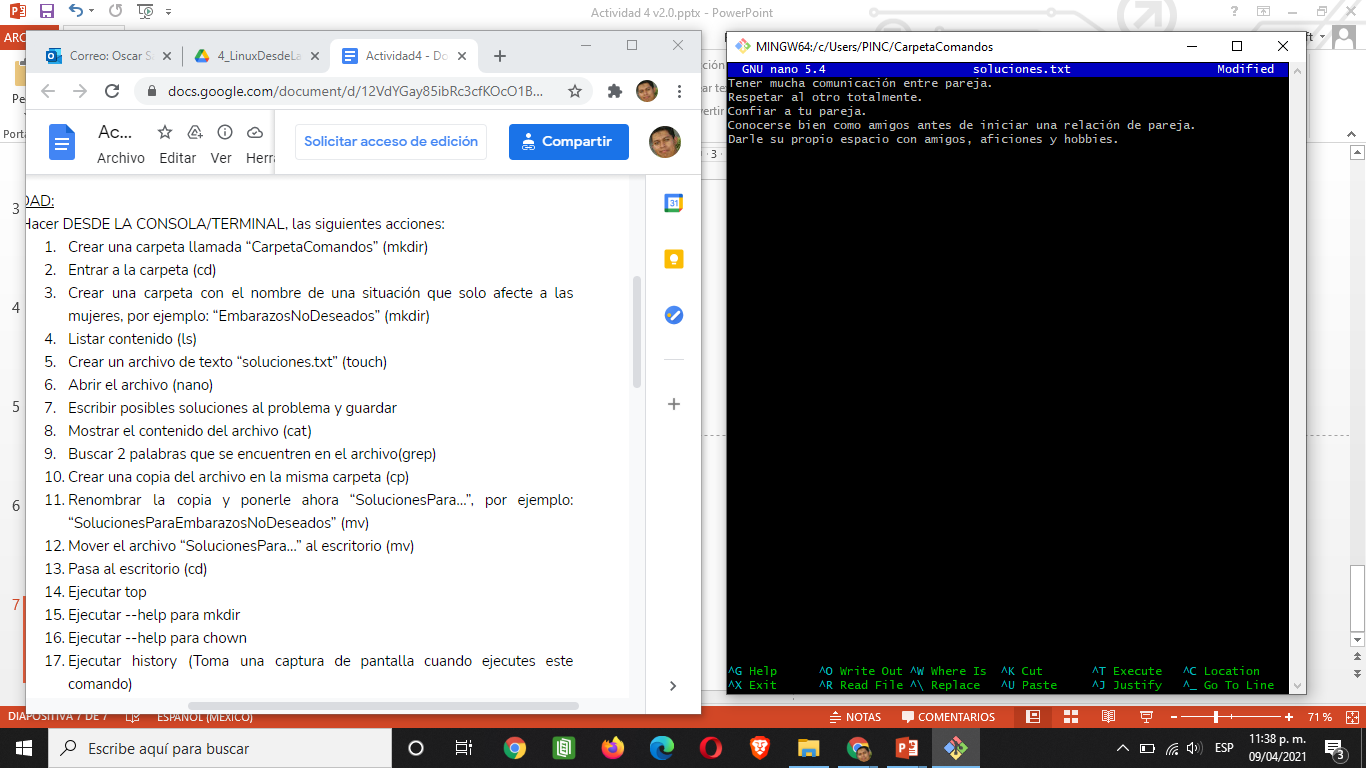 Actividad 4 v2.0.pptx - PowerPoint
Correo: Oscar S
4_LinuxDesdeLa
Actividad4 - Do
docs.google.com/document/d/12VdYGay85ibRc3cfKOcO1B...
Ac...
Archivo Editar Ver Herra
Solicitar acceso de edición
Compartir
31
DAD:
Hacer DESDE LA CONSOLA/TERMINAL, las siguientes acciones:
1. Crear una carpeta llamada “CarpetaComandos” (mkdir)
2. Entrar a la carpeta (cd)
3. Crear una carpeta con el nombre de una situación que solo afecte a las
mujeres, por ejemplo: “EmbarazosNoDeseados” (mkdir)
4. Listar contenido (ls)
5. Crear un archivo de texto “soluciones.txt” (touch)
6. Abrir el archivo (nano)
7. Escribir posibles soluciones al problema y guardar
8. Mostrar el contenido del archivo (cat)
9. Buscar 2 palabras que se encuentren en el archivo(grep)
10. Crear una copia del archivo en la misma carpeta (cp)
11. Renombrar la copia y ponerle ahora “SolucionesPara...”, por ejemplo:
“SolucionesParaEmbarazosNoDeseados” (mv)
12. Mover el archivo “SolucionesPara...” al escritorio (mv)
13. Pasa al escritorio (cd)
14. Ejecutar top
15. Ejecutar --help para mkdir
16. Ejecutar --help para chown
17. Ejecutar history (Toma una captura de pantalla cuando ejecutes este
comando)
3
4
5
6
7
MINGW64:/c/Users/PINC/CarpetaComandos
GNU nano 5.4 soluciones.txt Modified
Tener mucha comunicación entre pareja.
Respetar al otro totalmente.
Confiar a tu pareja.
Conocerse bien como amigos antes de iniciar una relación de pareja.
Darle su propio espacio con amigos, aficiones y hobbies.
^G Help ^O Write Out ^W Where Is ^K Cut ^T Execute ^C Location
^X Exit ^R Read File ^\ Replace ^U Paste ^J Justify ^_ Go To Line
DIAPOSITIVA 7 DE 7 ESPAÑOL (MÉXICO) NOTAS COMENTARIOS 71 %
Escribe aquí para buscar
ESP
11:38 p. m.
09/04/2021
3